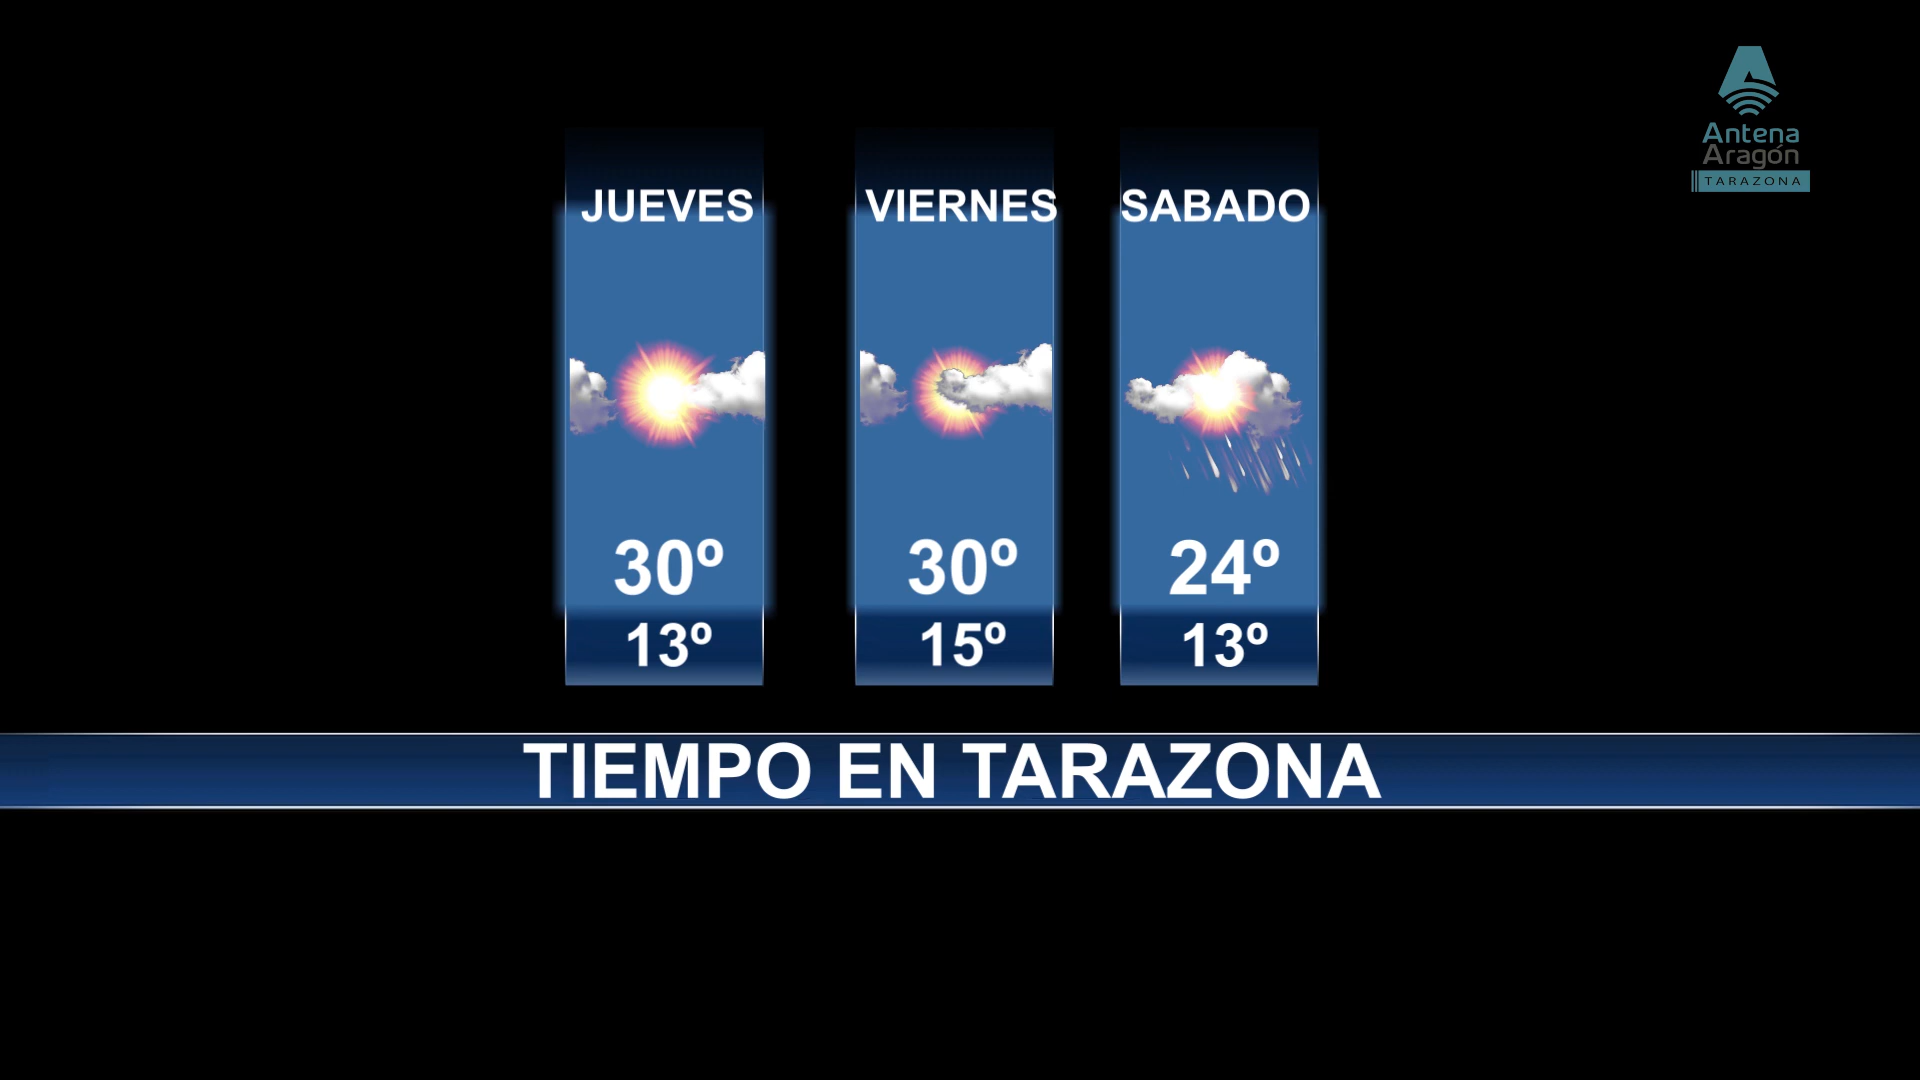 Antena
Aragón
TARAZONA
JUEVES
VIERNES
SABADO
30º
30º
24º
13º
15º
13º
TIEMPO EN TARAZONA